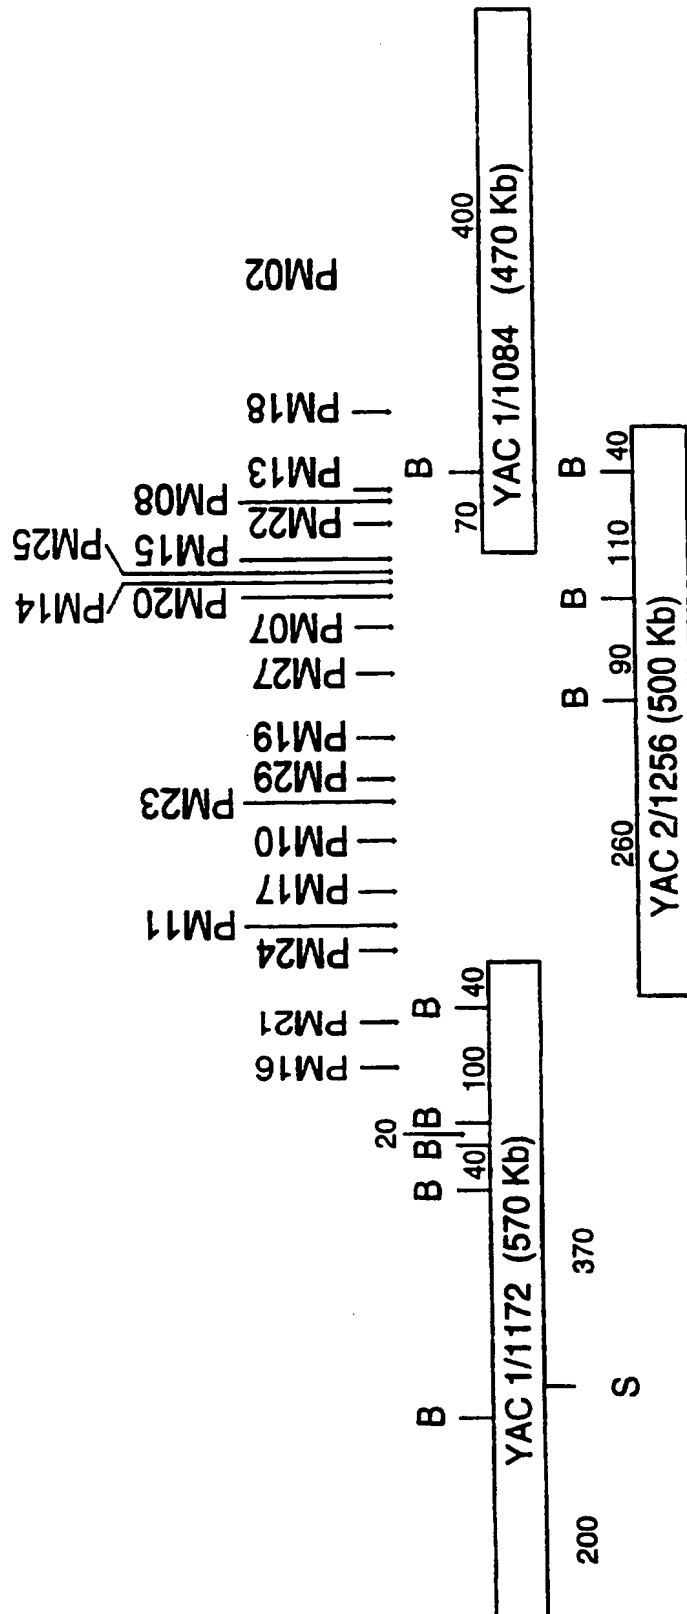 PM02
PM18
PM13
PM08
PM22
PM15
PM25
PM14
PM20
PM07
PM27
PM19
PM29
PM23
PM10
PM17
PM11
PM24
PM21
PM16
B
B
B
B
B
20
40
100
40
YAC 1/1172 (570 Kb)
200
370
S
B
70
400
YAC 1/1084 (470 Kb)
B
B
B
260
90
110
40
YAC 2/1256 (500 Kb)